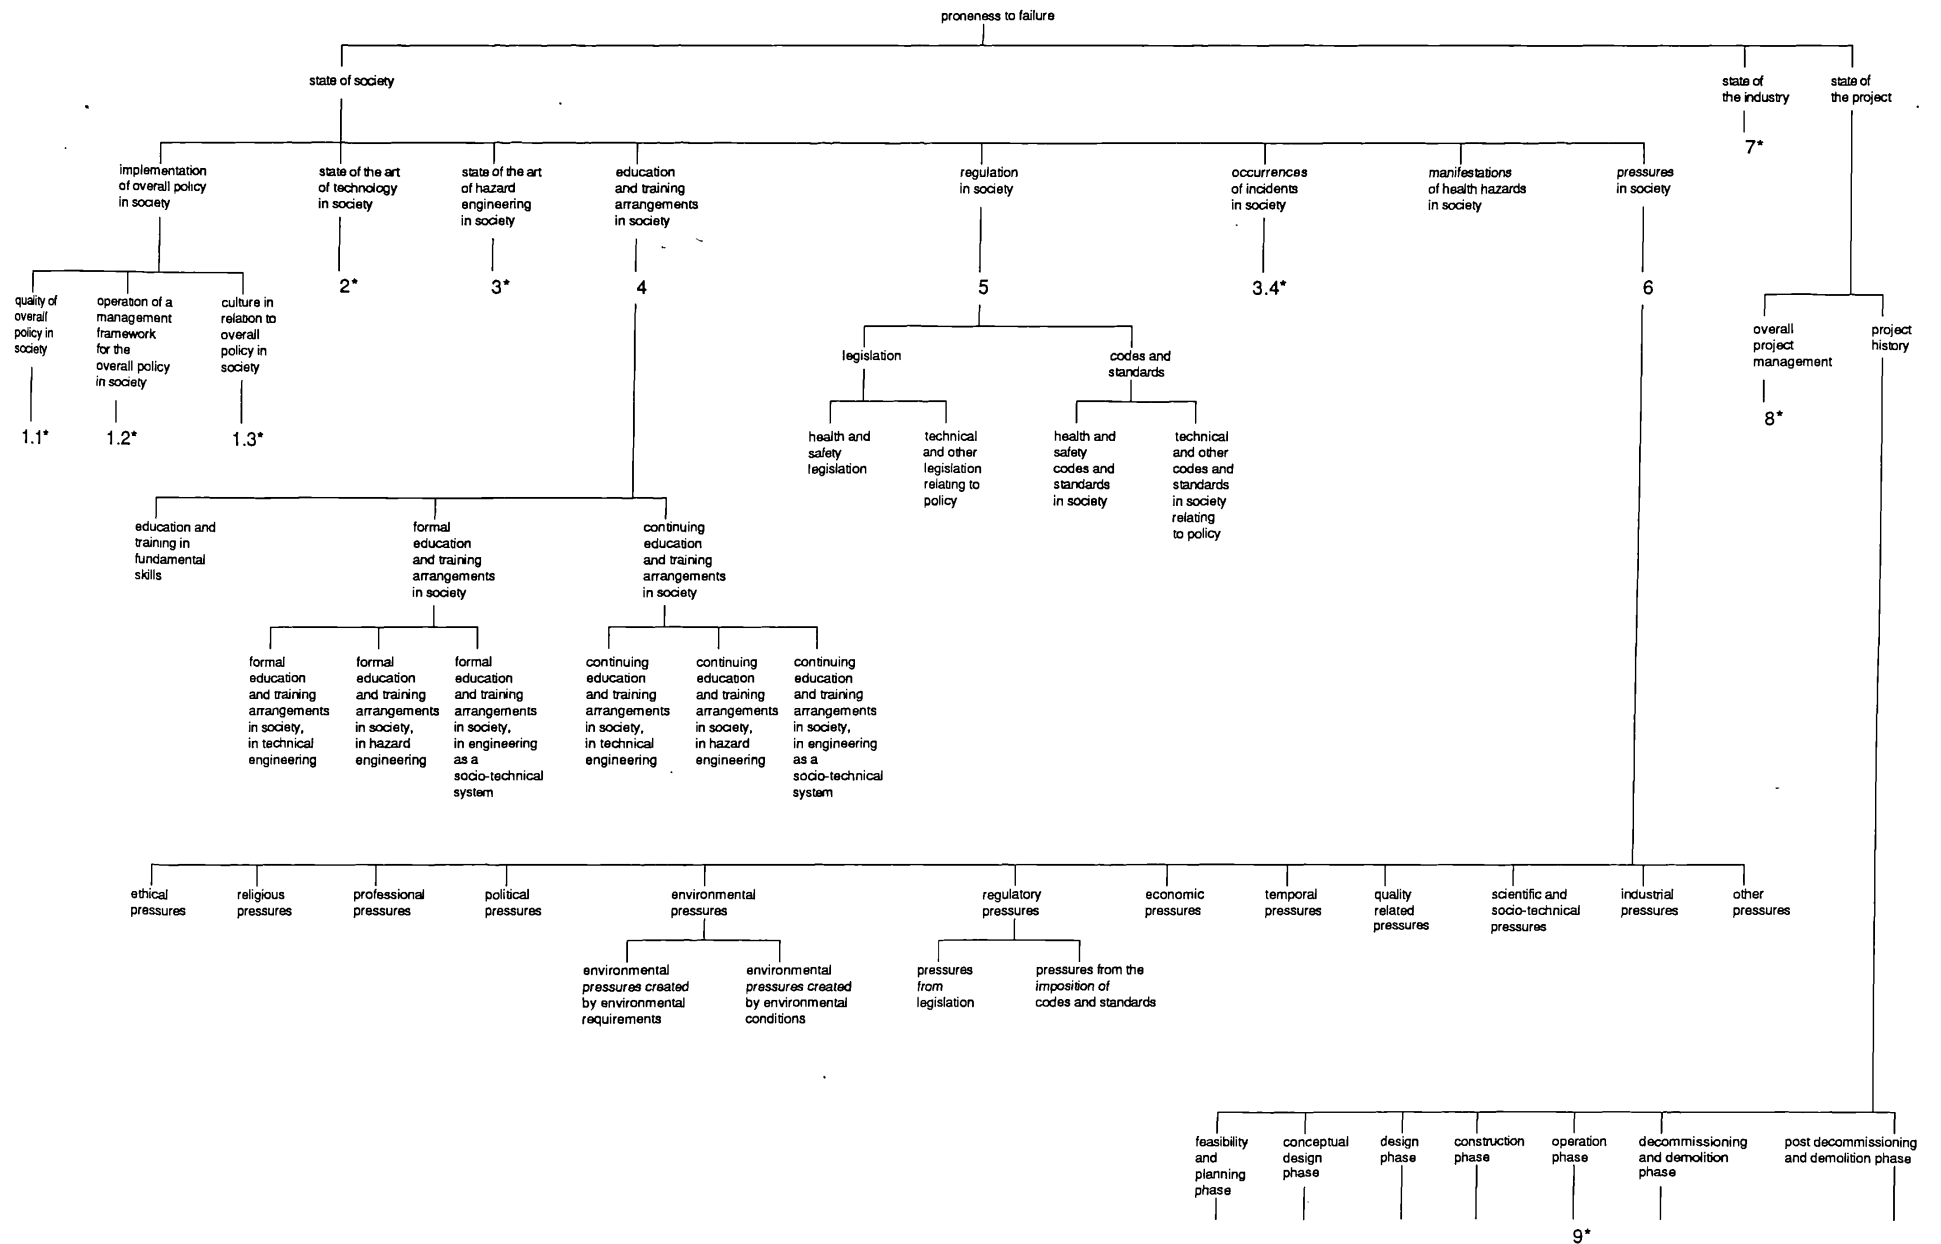 proneness to failure
state of society
state of
the industry
state of
the project
7*
implementation
of overall policy
in society
state of the art
of technology
in society
state of the art
of hazard
engineering
in society
education
and training
arrangements
in society
regulation
in society
occurrences
of incidents
in society
manifestations
of health hazards
in society
pressures
in society
2*
3*
4
5
3.4*
6
quality of
overall
policy in
society
operation of a
management
framework
for the
overall policy
in society
culture in
relation to
overall
policy in
society
1.1*
1.2*
1.3*
overall
project
management
project
history
8*
legislation
codes and
standards
health and
safety
legislation
technical
and other
legislation
relating to
policy
health and
safety
codes and
standards
in society
technical
and other
codes and
standards
in society
relating
to policy
education and
training in
fundamental
skills
formal
education
and training
arrangements
in society
continuing
education
and training
arrangements
in society
formal
education
and training
arrangements
in society,
in technical
engineering
formal
education
and training
arrangements
in society,
in hazard
engineering
formal
education
and training
arrangements
in society,
in engineering
as a
socio-technical
system
continuing
education
and training
arrangements
in society,
in technical
engineering
continuing
education
and training
arrangements
in society,
in hazard
engineering
continuing
education
and training
arrangements
in society,
in engineering
as a
socio-technical
system
ethical
pressures
religious
pressures
professional
pressures
political
pressures
environmental
pressures
regulatory
pressures
economic
pressures
temporal
pressures
quality
related
pressures
scientific and
socio-technical
pressures
industrial
pressures
other
pressures
environmental
pressures created
by environmental
requirements
environmental
pressures created
by environmental
conditions
pressures
from
legislation
pressures from the
imposition of
codes and standards
feasibility
and
planning
phase
conceptual
design
phase
design
phase
construction
phase
operation
phase
decommissioning
and demolition
phase
post decommissioning
and demolition phase
9*